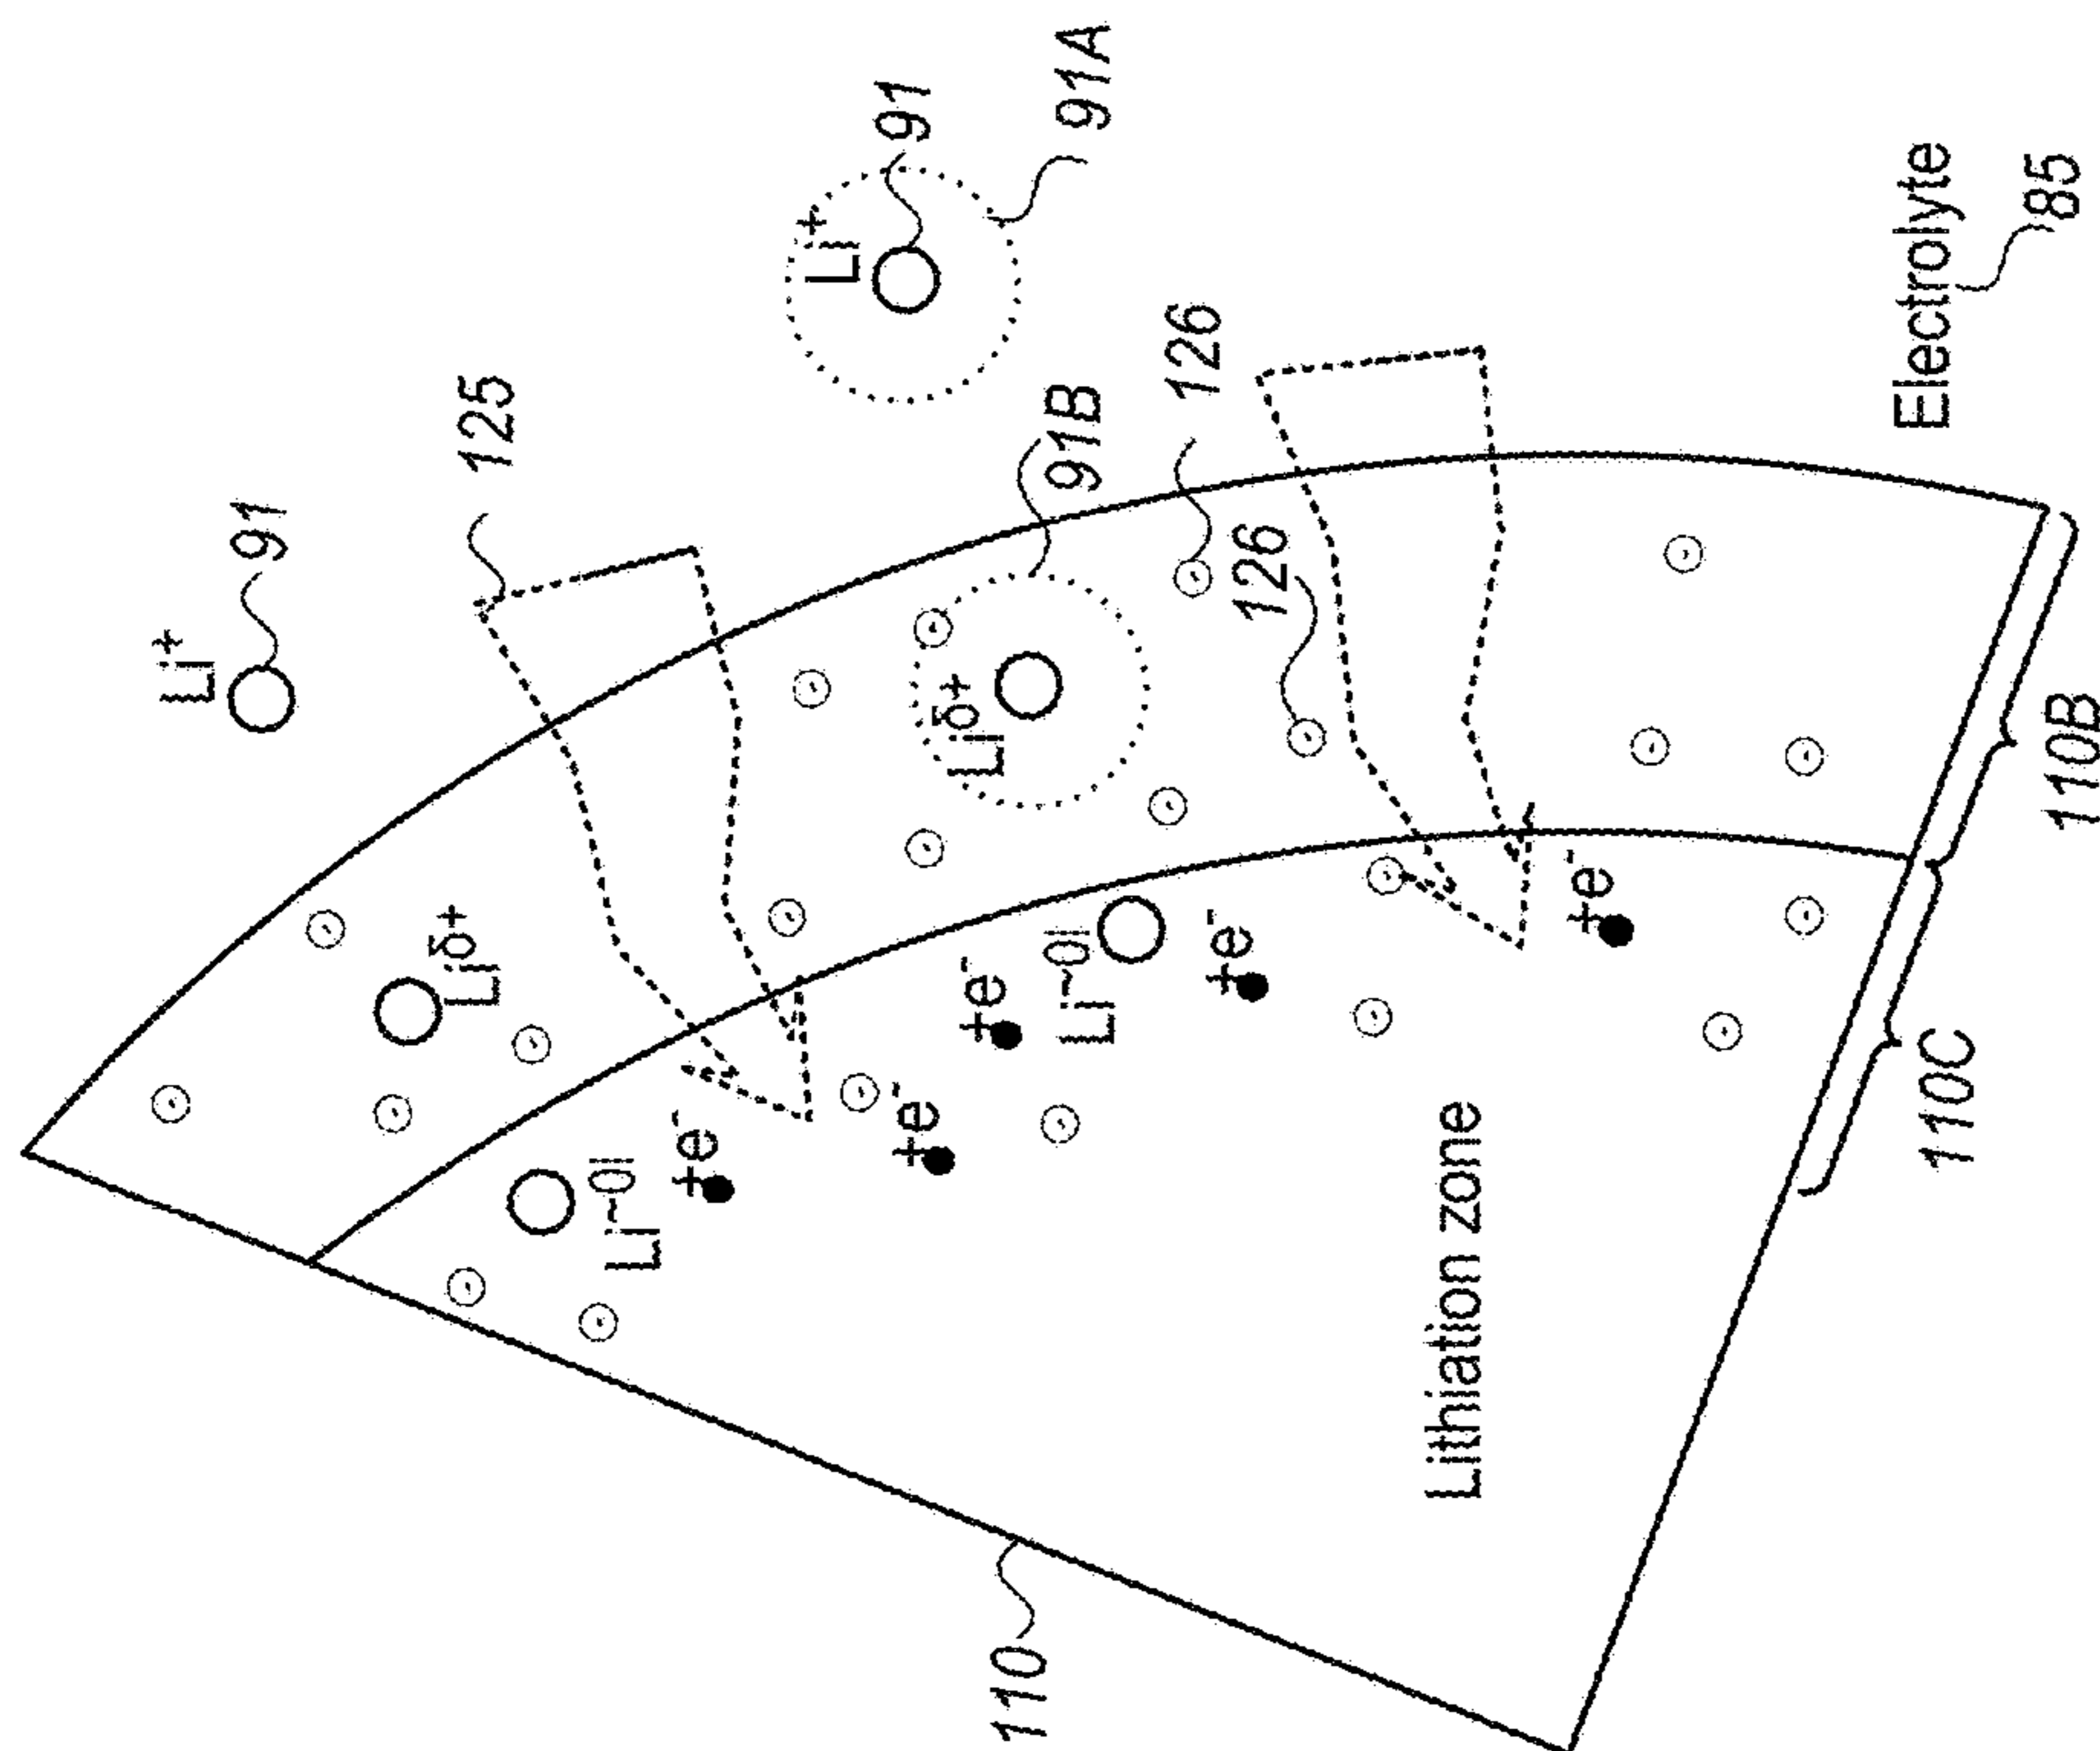 Li⁺
91
Liδ+
125
Li~0|
+e⁻
Li⁺
91
+e⁻
Liδ+
+e⁻
110
Li~0|
91B
91A
126
+e⁻
126
Lithiation zone
+e⁻
Electrolyte
110C
85
110B